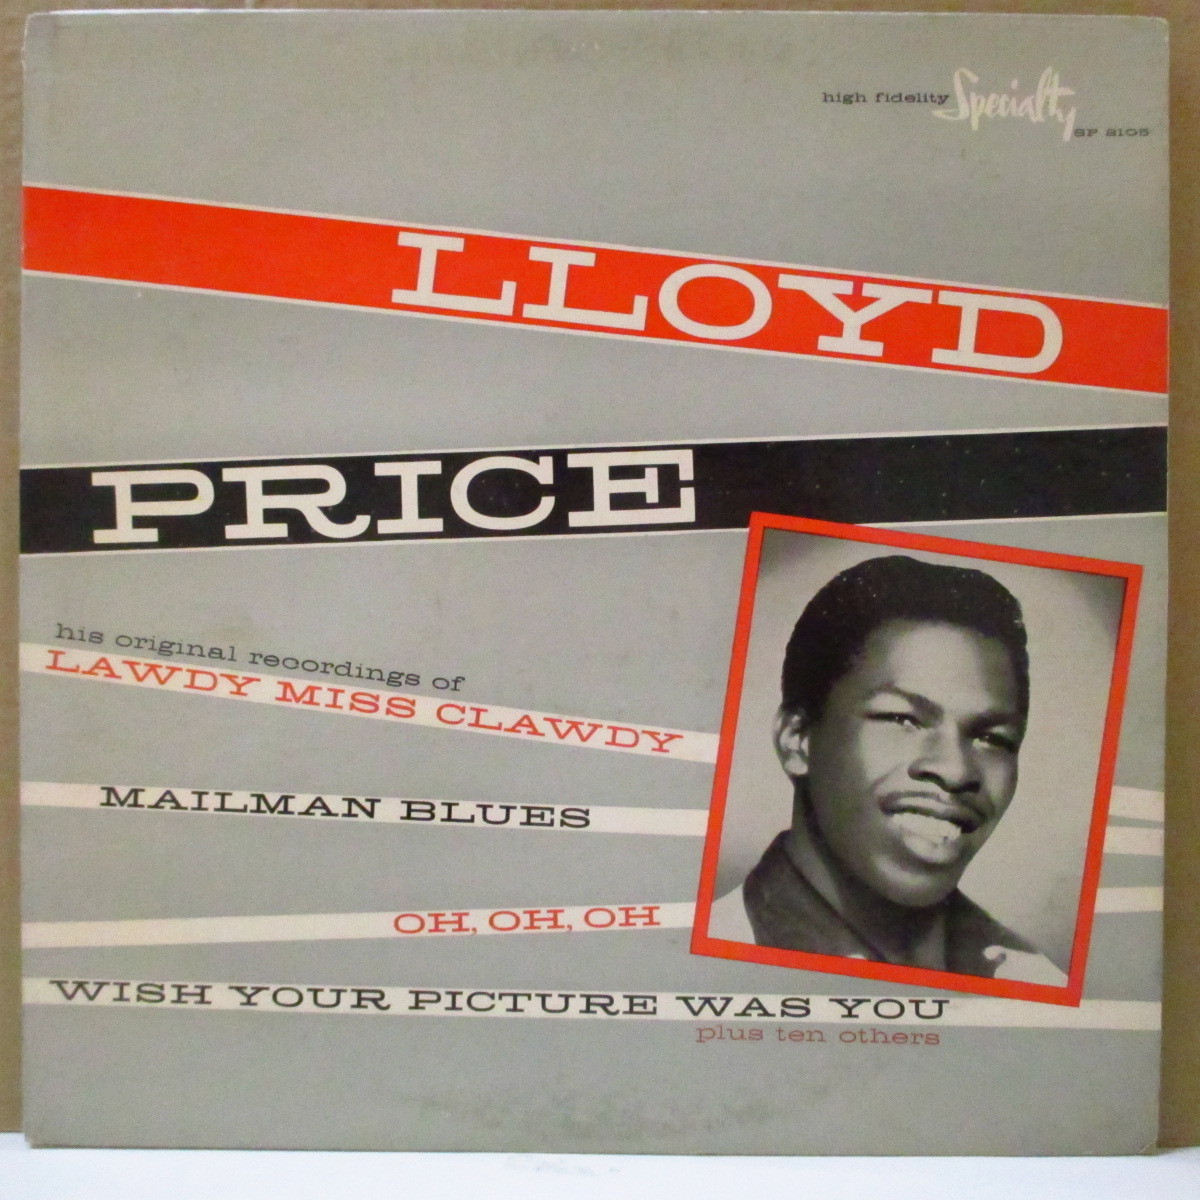 high fidelity Specialty SP 2105
LLOYD
PRICE
his original recordings of
LAWDY MISS CLAWDY
MAILMAN BLUES
OH, OH, OH
WISH YOUR PICTURE WAS YOU
plus ten others